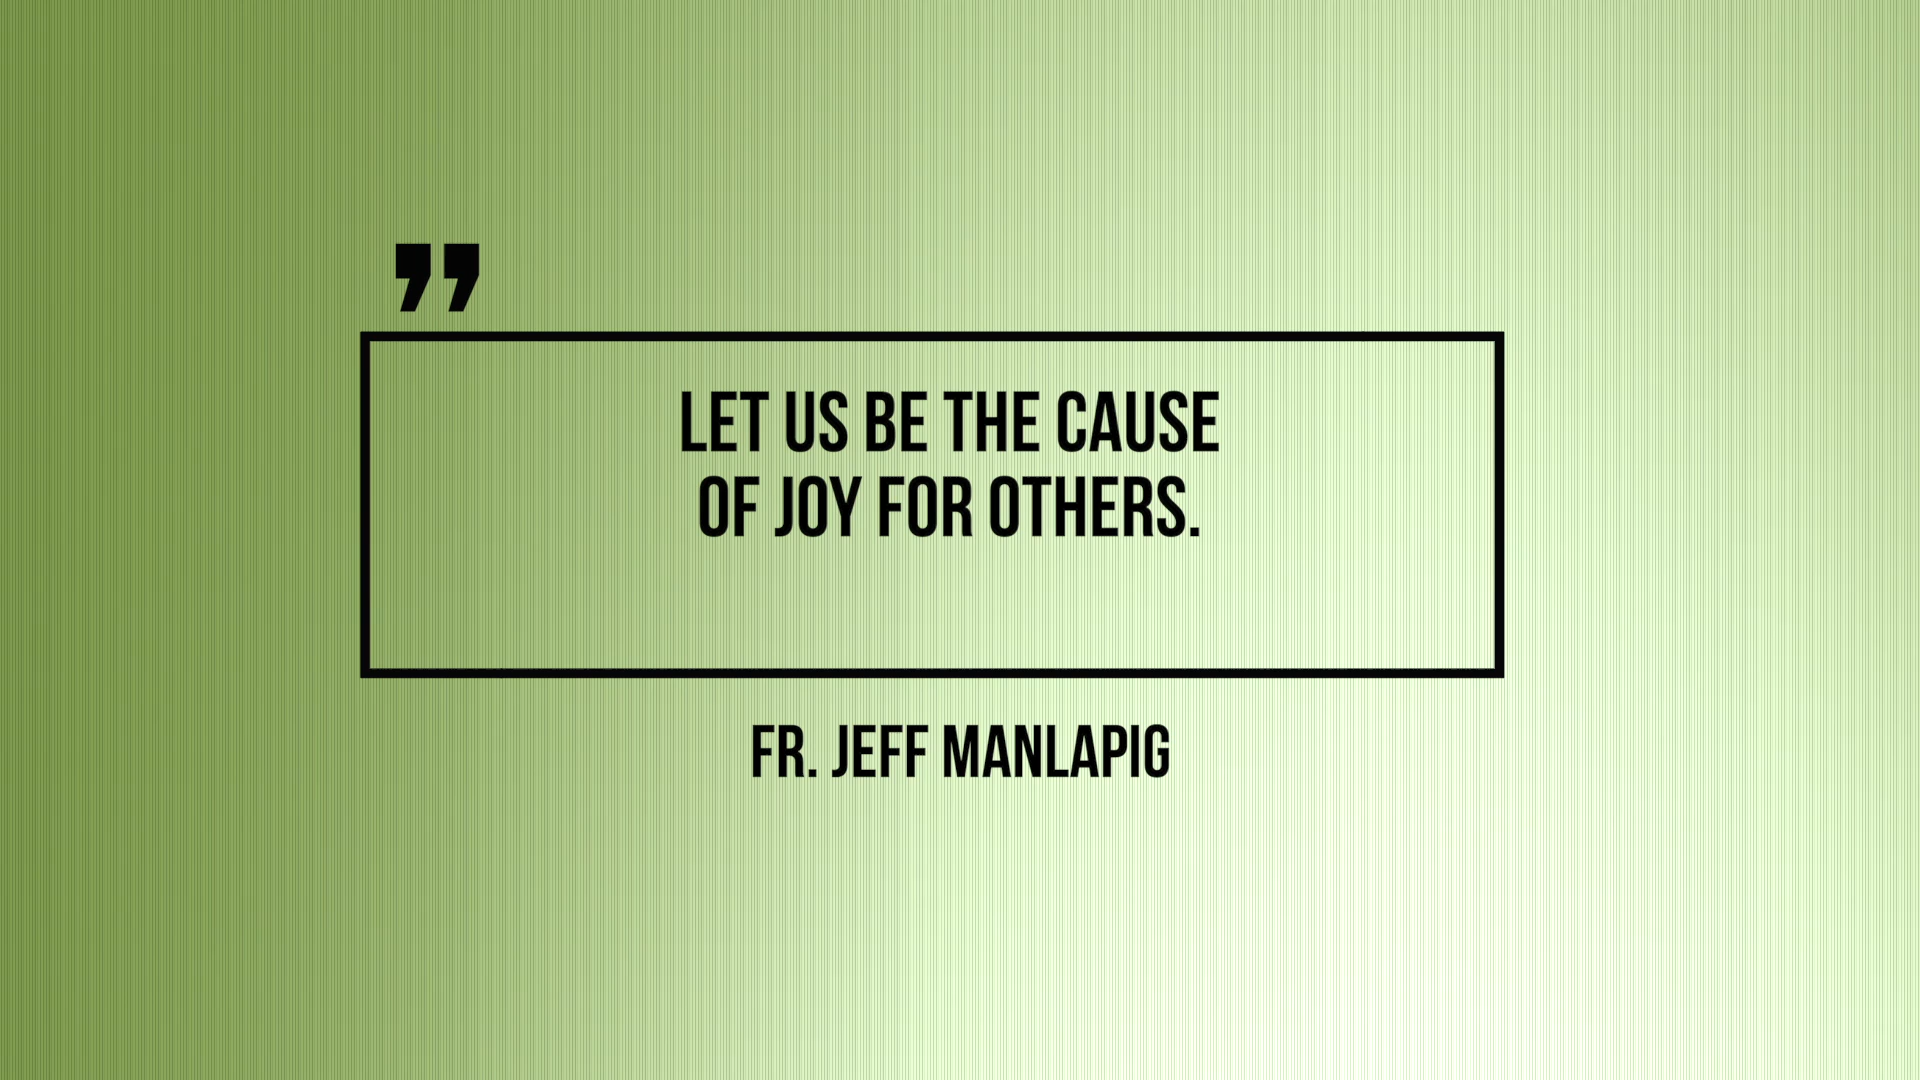 ”
LET US BE THE CAUSE
OF JOY FOR OTHERS.
FR. JEFF MANLAPIG